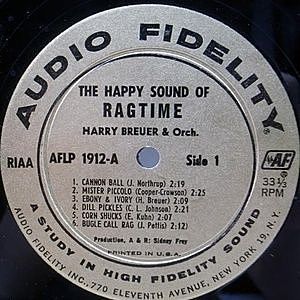 AUDIO FIDELITY®
THE HAPPY SOUND OF
RAGTIME
HARRY BREUER & Orch.
RIAA AFLP 1912-A Side 1 AF
33 1/3
RPM
1. CANNON BALL (J. Northrup) 2:19
2. MISTER PICCOLO (Cooper-Crowson) 2:25
3. EBONY & IVORY (H. Breuer) 2:09
4. DILL PICKLES (C. L. Johnson) 2:21
5. CORN SHUCKS (E. Kuhn) 2:07
6. BUGLE CALL RAG (J. Pettis) 2:12
Production, A & R: Sidney Frey
PRINTED IN U.S.A.
A STUDY IN HIGH FIDELITY SOUND
AUDIO FIDELITY INC., 770 ELEVENTH AVENUE, NEW YORK 19, N.Y.